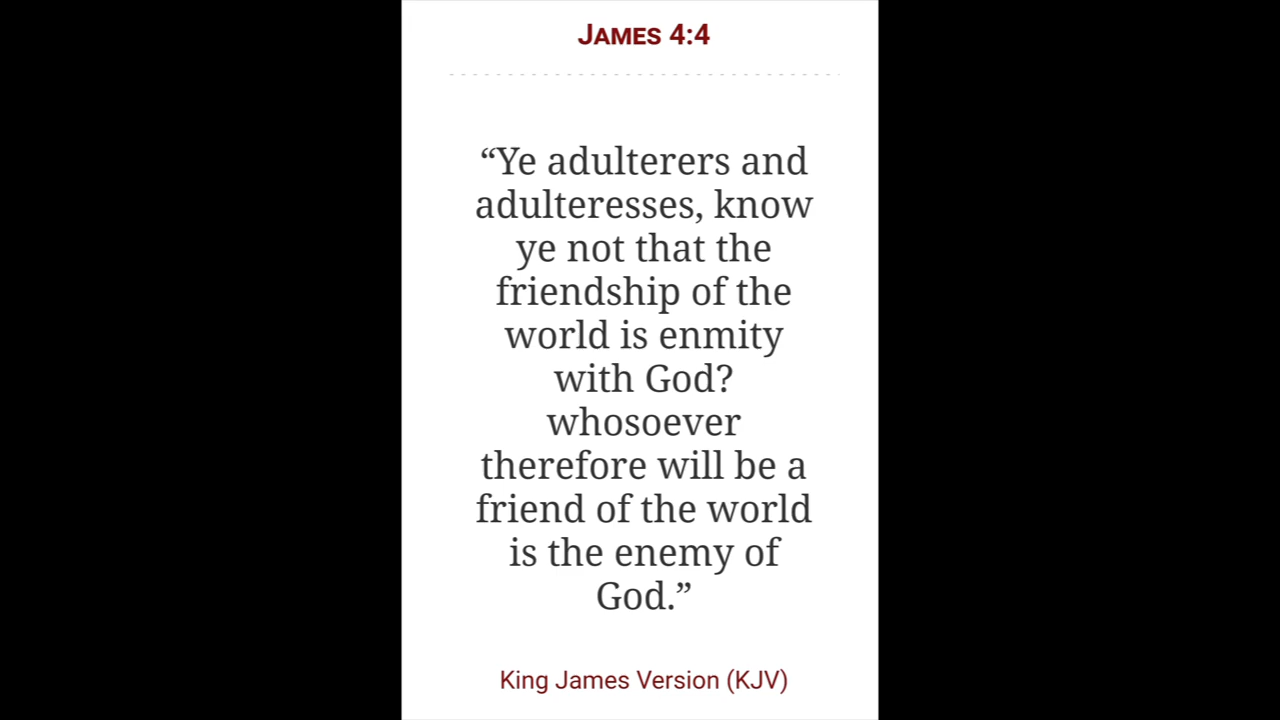 James 4:4
“Ye adulterers and
adulteresses, know
ye not that the
friendship of the
world is enmity
with God?
whosoever
therefore will be a
friend of the world
is the enemy of
God.”
King James Version (KJV)